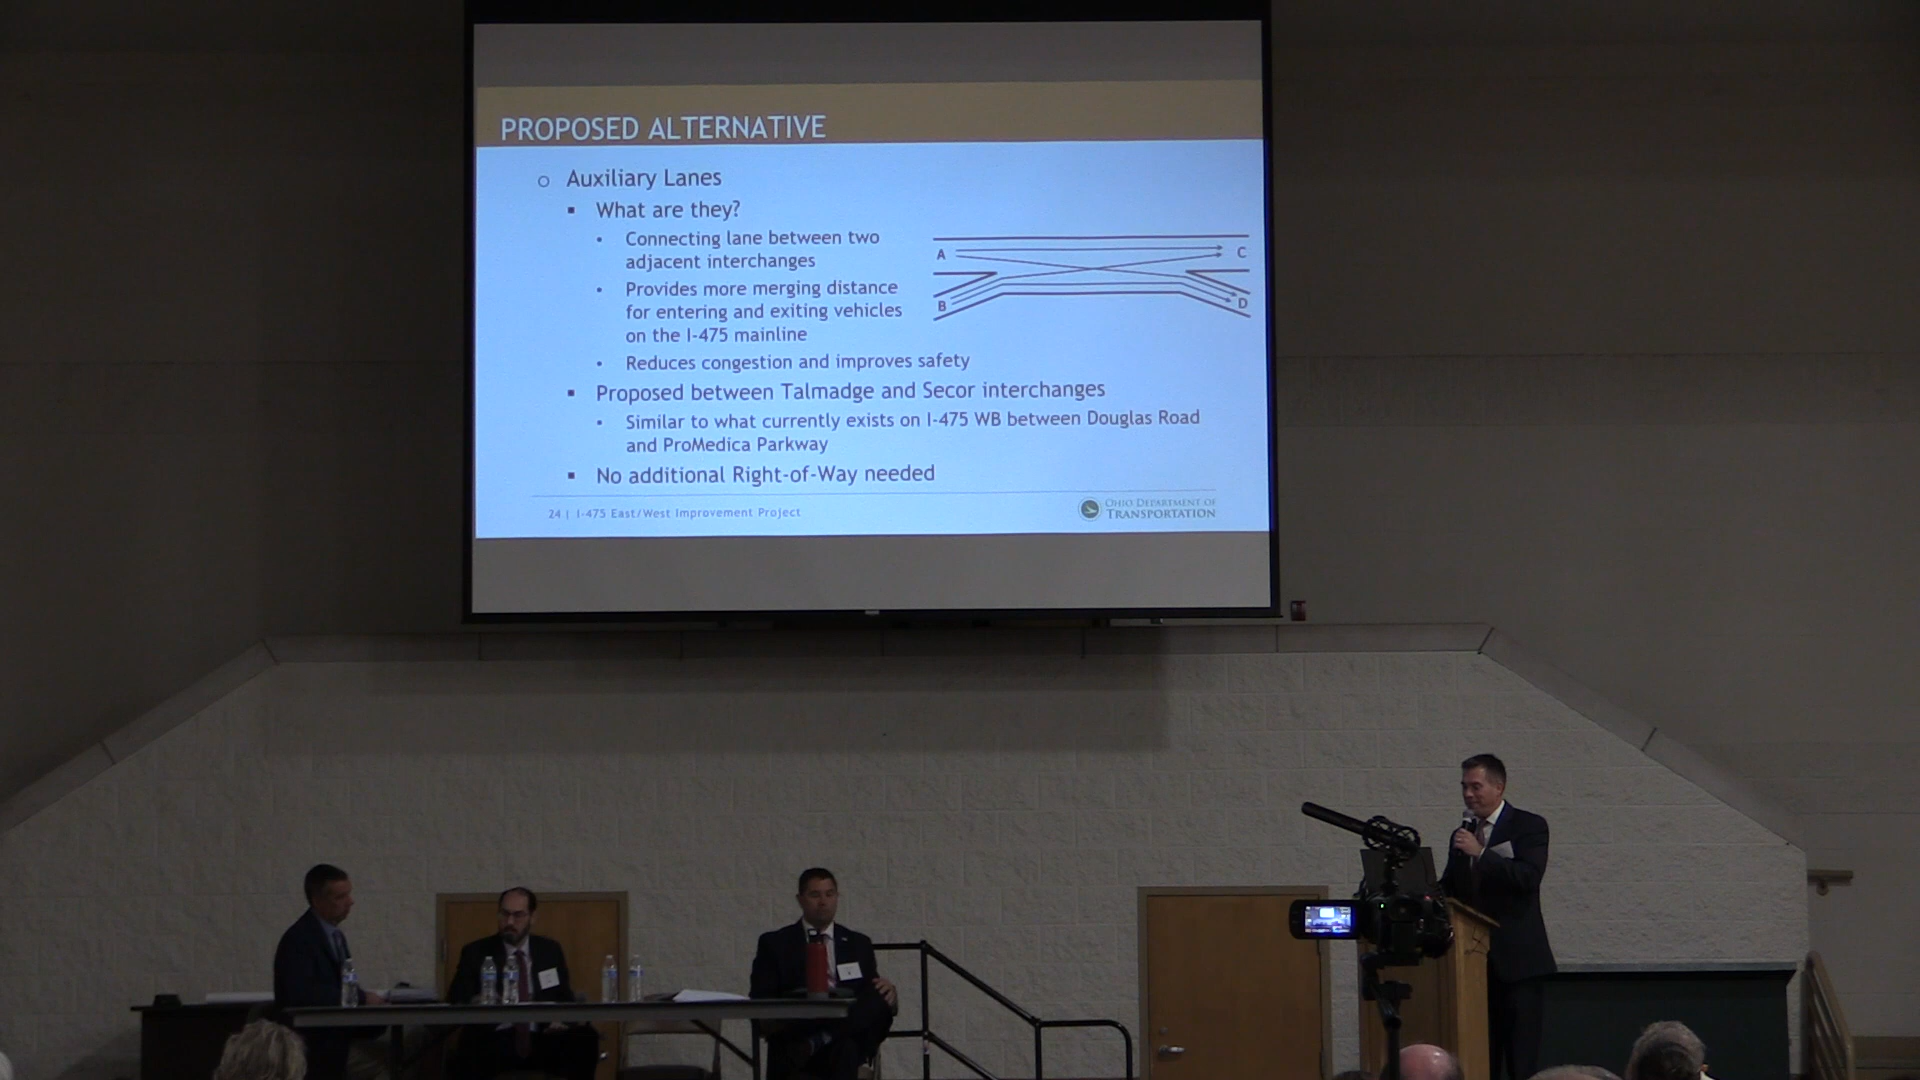 PROPOSED ALTERNATIVE
Auxiliary Lanes
What are they?
Connecting lane between two
adjacent interchanges
Provides more merging distance
for entering and exiting vehicles
on the I-475 mainline
A
C
B
D
Reduces congestion and improves safety
Proposed between Talmadge and Secor interchanges
Similar to what currently exists on I-475 WB between Douglas Road
and ProMedica Parkway
No additional Right-of-Way needed
24 | I-475 East/West Improvement Project
OHIO DEPARTMENT OF
TRANSPORTATION